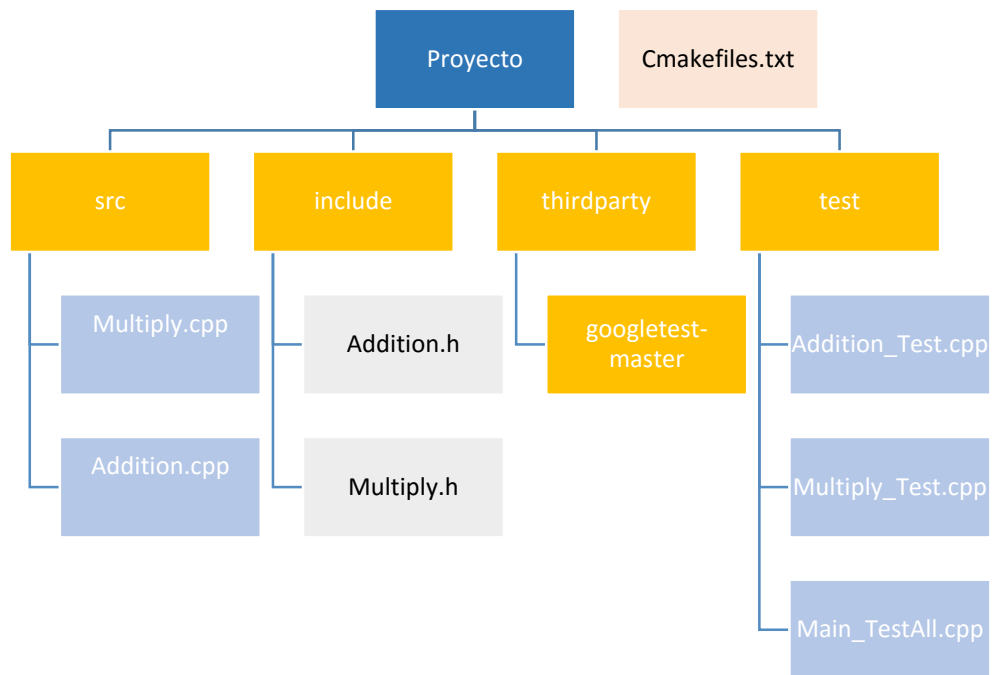 Proyecto
Cmakefiles.txt
src
include
thirdparty
test
Multiply.cpp
Addition.h
googletest-
master
Addition_Test.cpp
Addition.cpp
Multiply.h
Multiply_Test.cpp
Main_TestAll.cpp